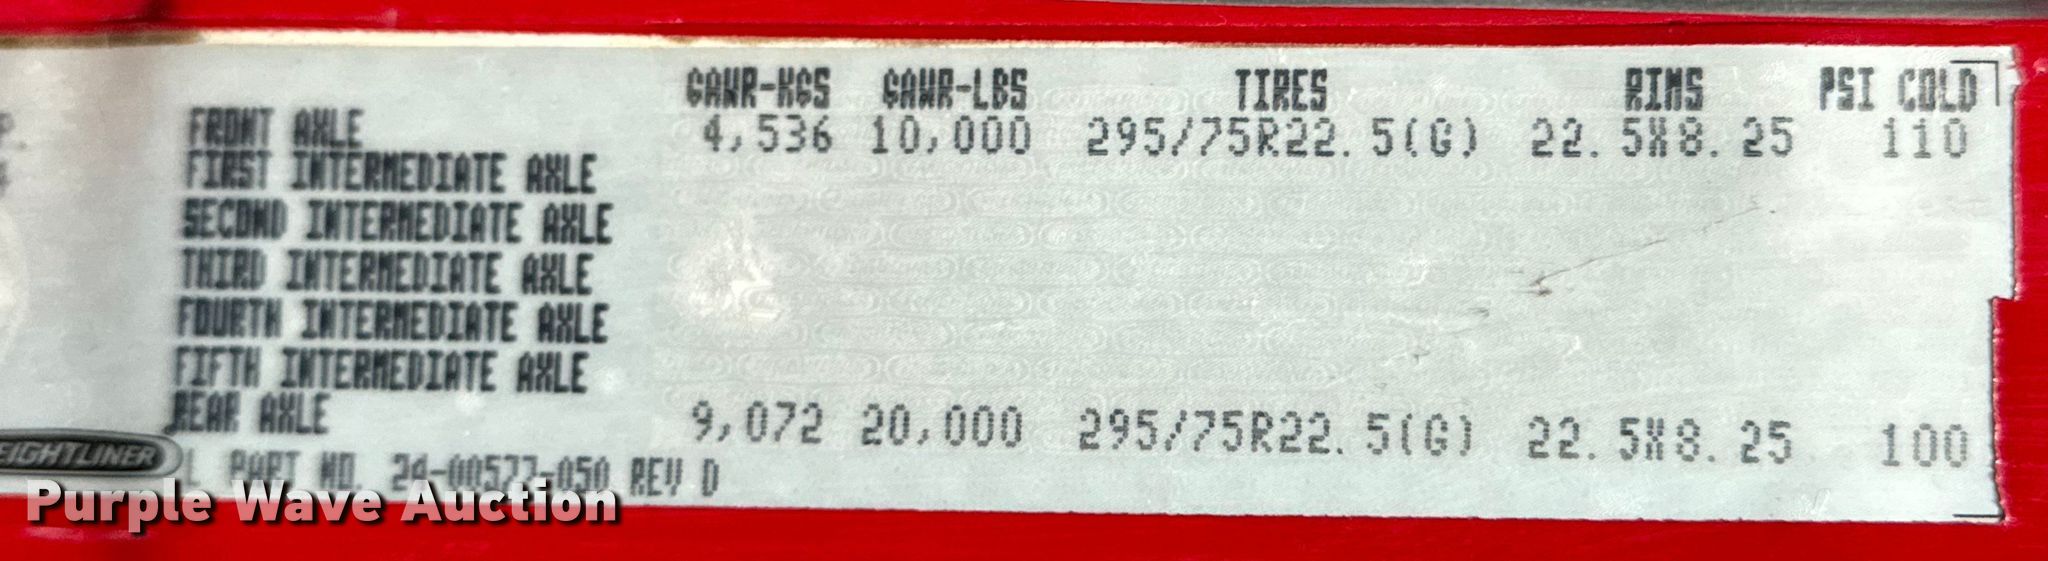 GAWR-KGS GAWR-LBS TIRES RIMS PSI COLD
FRONT AXLE 4,536 10,000 295/75R22.5(G) 22.5X8.25 110
FIRST INTERMEDIATE AXLE
SECOND INTERMEDIATE AXLE
THIRD INTERMEDIATE AXLE
FOURTH INTERMEDIATE AXLE
FIFTH INTERMEDIATE AXLE
REAR AXLE 9,072 20,000 295/75R22.5(G) 22.5X8.25 100
EIGHTLINER
L PART NO. 24-00577-050 REV D
Purple Wave Auction